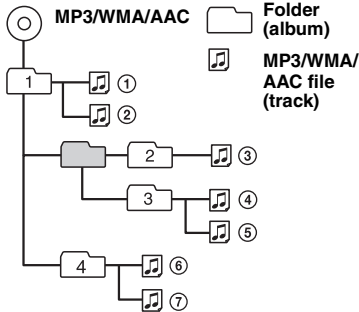 MP3/WMA/AAC
Folder
(album)
MP3/WMA/
AAC file
(track)
1
①
②
2
③
3
④
⑤
4
⑥
⑦